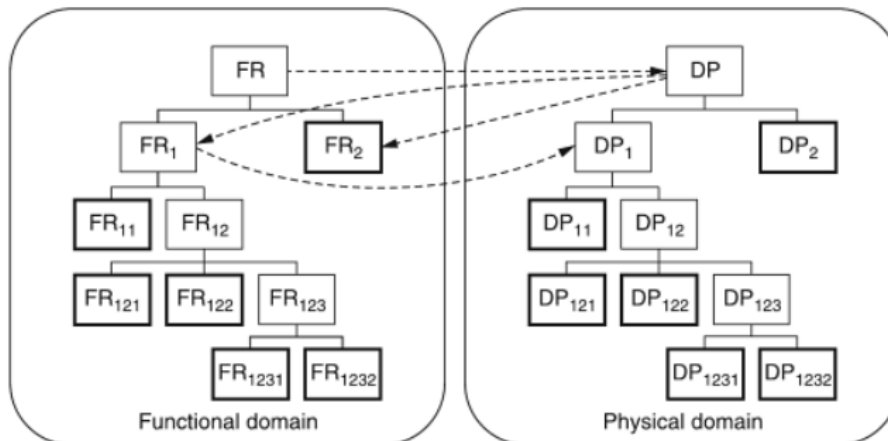 FR DP
FR₁ FR₂ DP₁ DP₂
FR₁₁ FR₁₂ DP₁₁ DP₁₂
FR₁₂₁ FR₁₂₂ FR₁₂₃ DP₁₂₁ DP₁₂₂ DP₁₂₃
FR₁₂₃₁ FR₁₂₃₂ DP₁₂₃₁ DP₁₂₃₂
Functional domain Physical domain